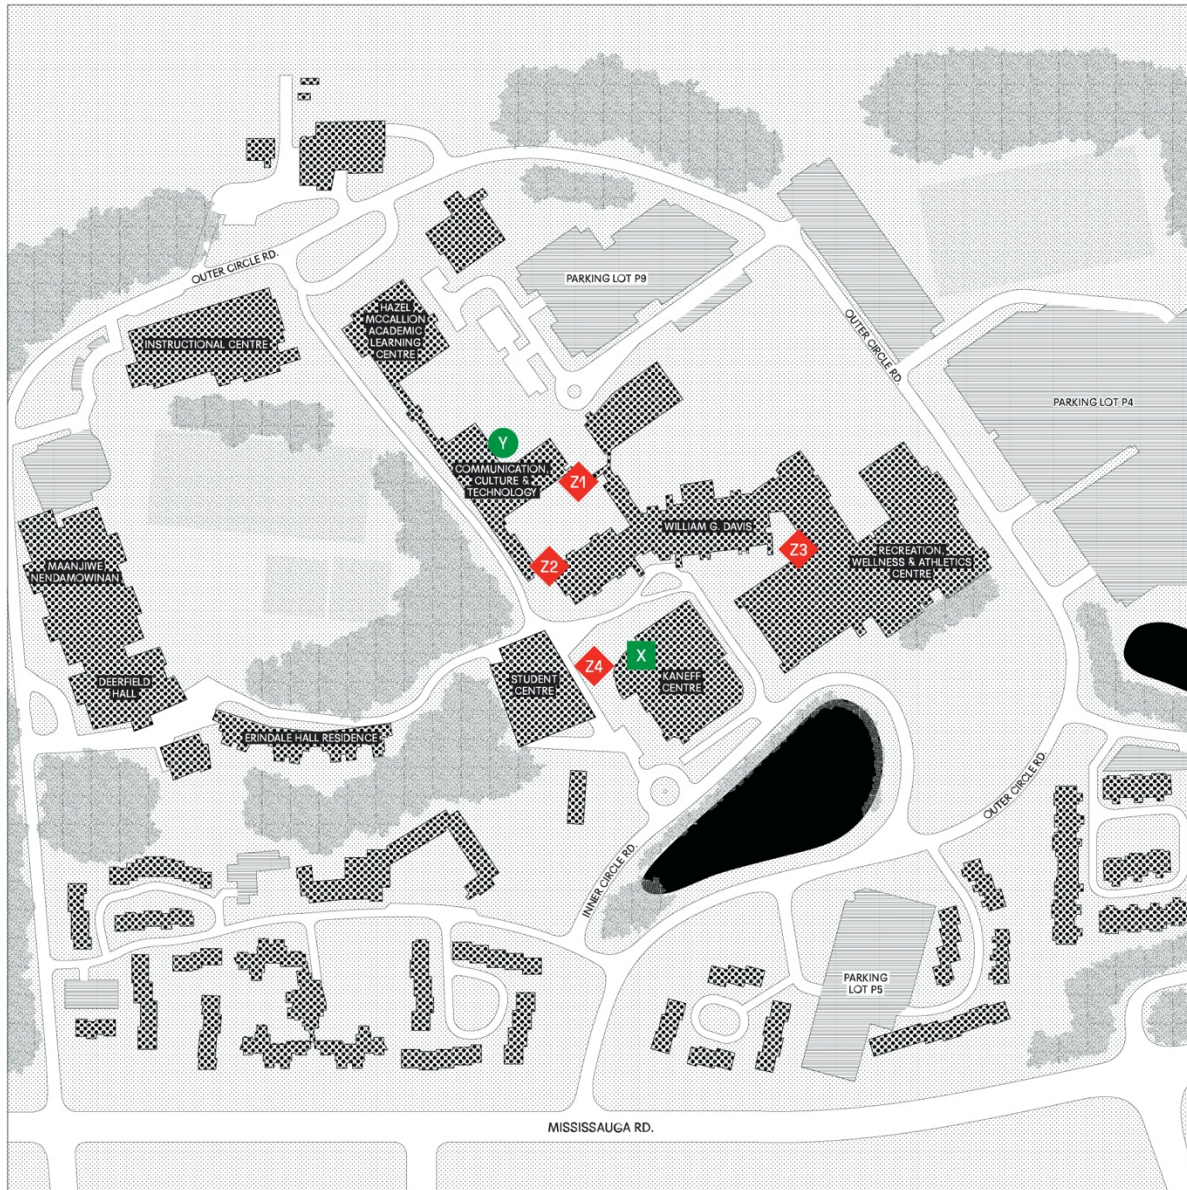 OUTER CIRCLE RD.
PARKING LOT P9
HAZEL
MCCALLION
ACADEMIC
LEARNING
CENTRE
INSTRUCTIONAL CENTRE
OUTER CIRCLE RD.
PARKING LOT P4
Y
COMMUNICATION,
CULTURE &
TECHNOLOGY
Z1
WILLIAM G. DAVIS
Z2
Z3
RECREATION,
WELLNESS & ATHLETICS
CENTRE
MAANJIWE
NENDAMOWINAN
X
Z4
STUDENT
CENTRE
KANEFF
CENTRE
DEERFIELD
HALL
ERINDALE HALL RESIDENCE
OUTER CIRCLE RD.
INNER CIRCLE RD.
PARKING
LOT P5
MISSISSAUGA RD.